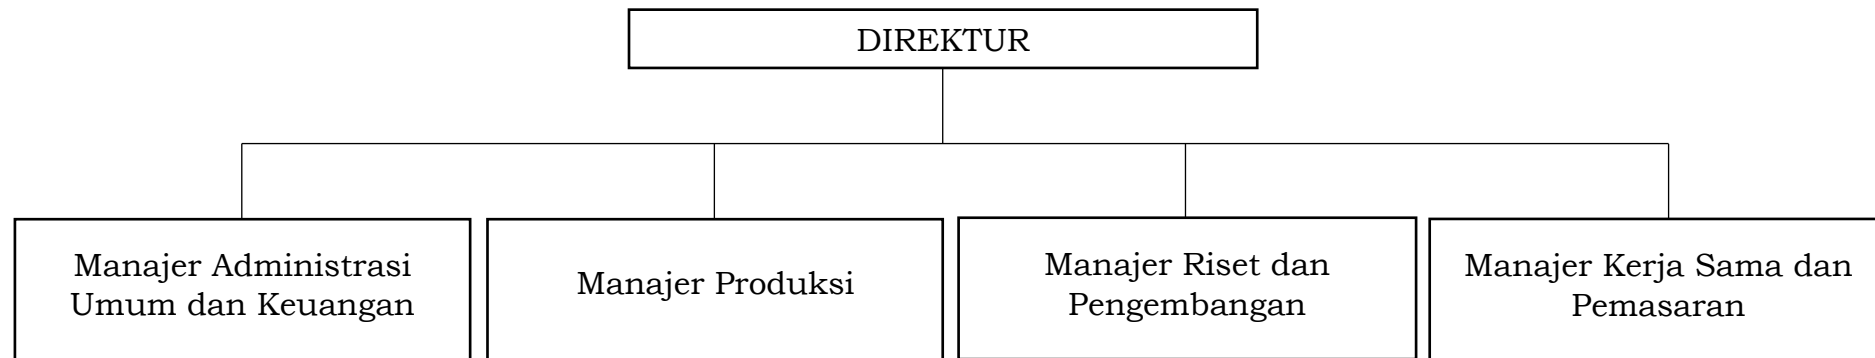 DIREKTUR
Manajer Administrasi
Umum dan Keuangan
Manajer Produksi
Manajer Riset dan
Pengembangan
Manajer Kerja Sama dan
Pemasaran